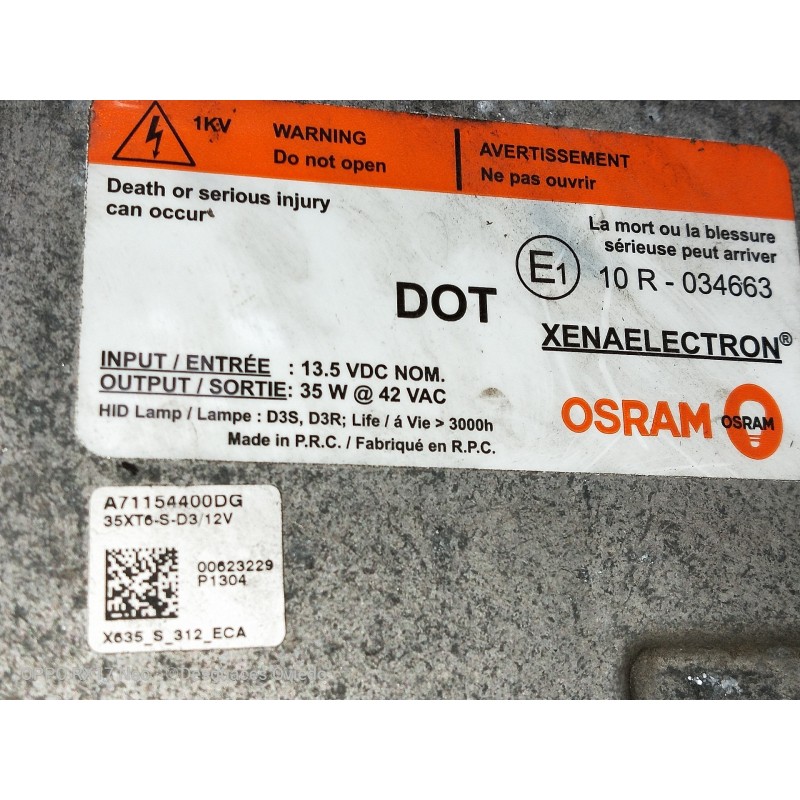 1KV
WARNING
Do not open
AVERTISSEMENT
Ne pas ouvrir
Death or serious injury
can occur
La mort ou la blessure
sérieuse peut arriver
E1
10 R - 034663
DOT
XENAELECTRON®
INPUT / ENTRÉE : 13.5 VDC NOM.
OUTPUT / SORTIE: 35 W @ 42 VAC
HID Lamp / Lampe : D3S, D3R; Life / á Vie > 3000h
Made in P.R.C. / Fabriqué en R.P.C.
OSRAM
OSRAM
A71154400DG
35XT6-S-D3/12V
00623229
P1304
X635_S_312_ECA